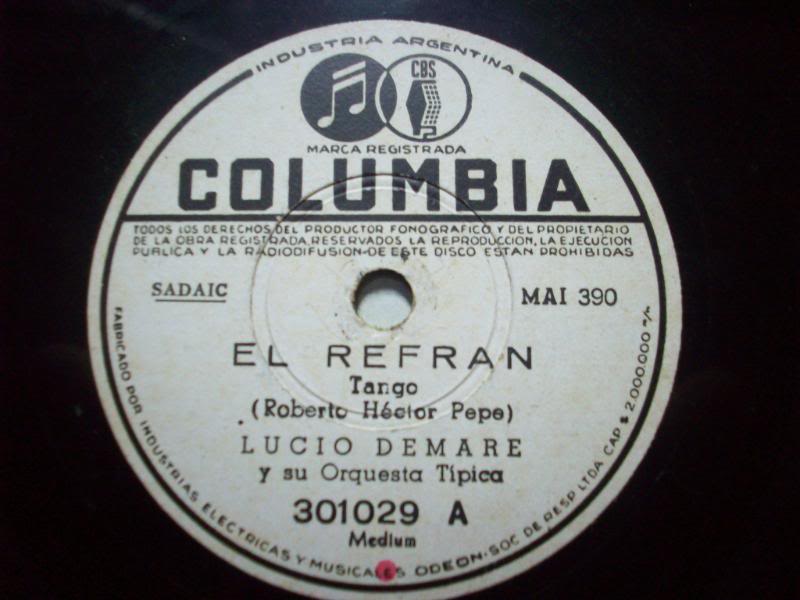 INDUSTRIA ARGENTINA
CBS
MARCA REGISTRADA
COLUMBIA
TODOS LOS DERECHOS DEL PRODUCTOR FONOGRAFICO Y DEL PROPIETARIO
DE LA OBRA REGISTRADA, RESERVADOS LA REPRODUCCION, LA EJECUCION
PUBLICA Y LA RADIODIFUSION-DE ESTE DISCO ESTAN PROHIBIDAS
SADAIC
MAI 390
EL REFRAN
Tango
(Roberto Héctor Pepe)
LUCIO DEMARE
y su Orquesta Típica
301029 A
Medium
FABRICADO POR INDUSTRIAS ELECTRICAS Y MUSICALES ODEON-SOC DE RESP LTDA CAP $ 2.000.000 m/n